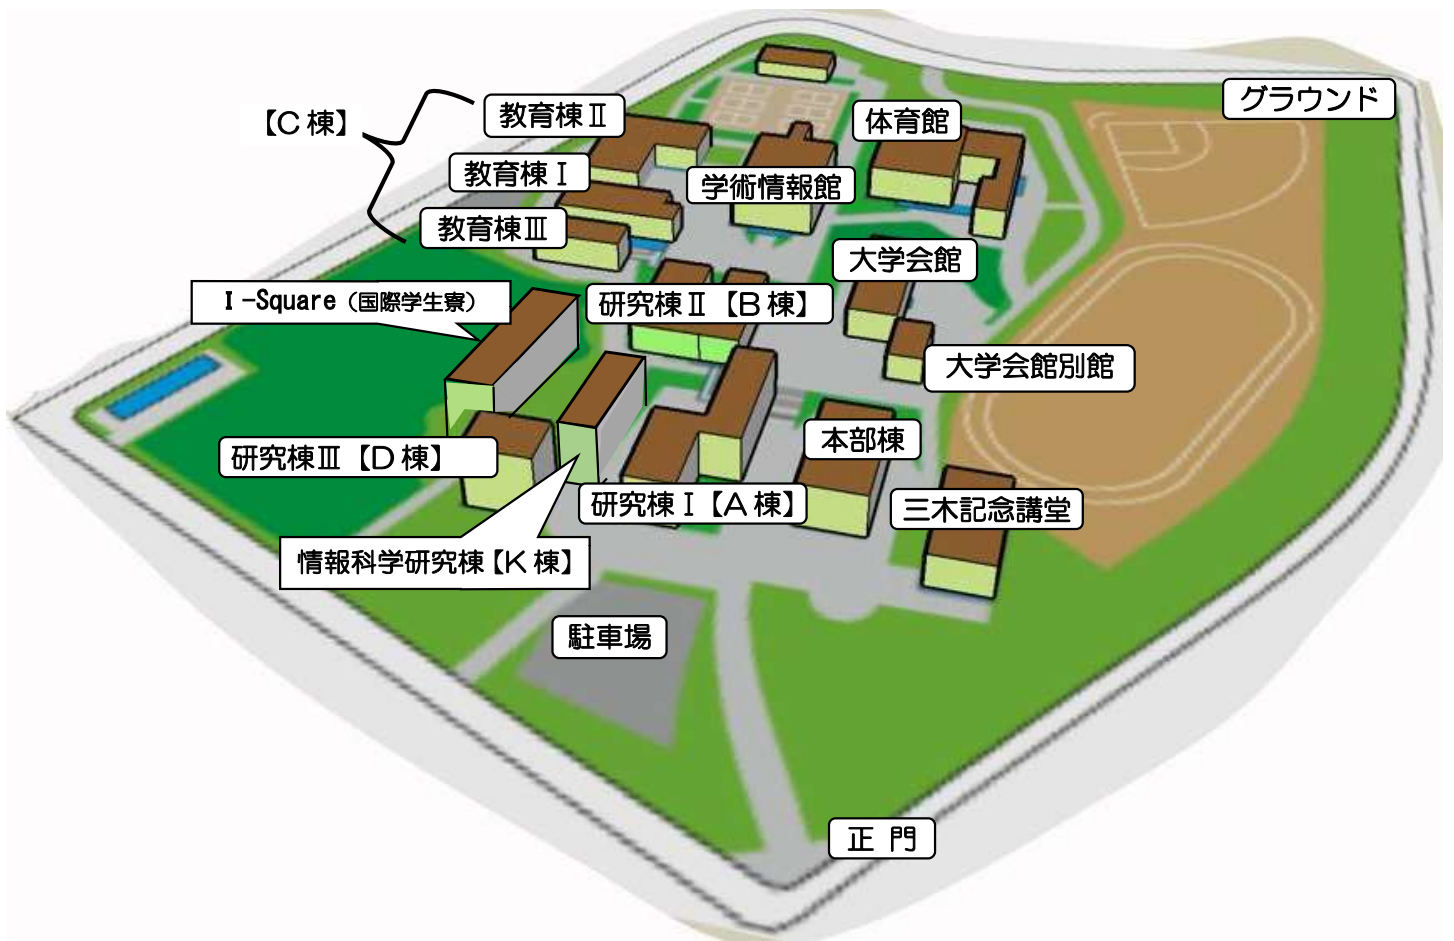 グラウンド
教育棟Ⅱ
体育館
【C棟】
教育棟Ⅰ
学術情報館
教育棟Ⅲ
大学会館
Ⅰ-Square（国際学生寮）
研究棟Ⅱ【B棟】
大学会館別館
本部棟
研究棟Ⅲ【D棟】
研究棟Ⅰ【A棟】
三木記念講堂
情報科学研究棟【K棟】
駐車場
正 門